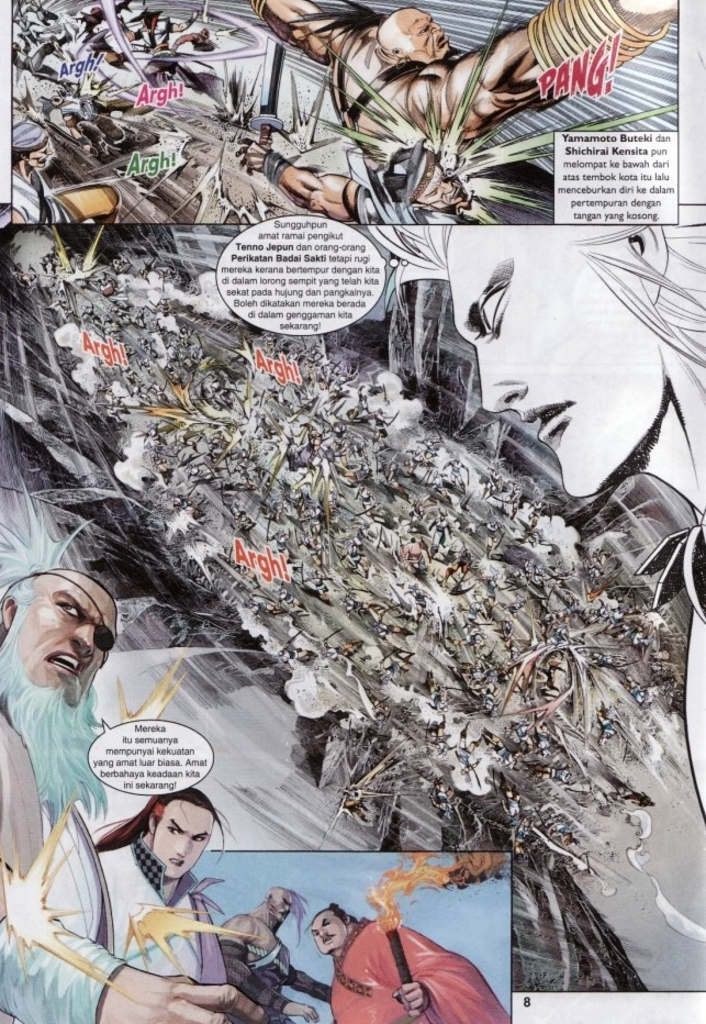 Argh!
Argh!
Argh!
PANG!
Yamamoto Buteki dan
Shichirai Kensita pun
melompat ke bawah dari
atas tembok kota itu lalu
menceburkan diri ke dalam
pertempuran dengan
tangan yang kosong.
Sungguhpun
amat ramai pengikut
Tenno Jepun dan orang-orang
Perikatan Badai Sakti tetapi rugi
mereka kerana bertempur dengan kita
di dalam lorong sempit yang telah kita
sekat pada hujung dan pangkalnya.
Boleh dikatakan mereka berada
di dalam genggaman kita
sekarang!
Argh!
Argh!
Argh!
Mereka
itu semuanya
mempunyai kekuatan
yang amat luar biasa. Amat
berbahaya keadaan kita
ini sekarang!
8